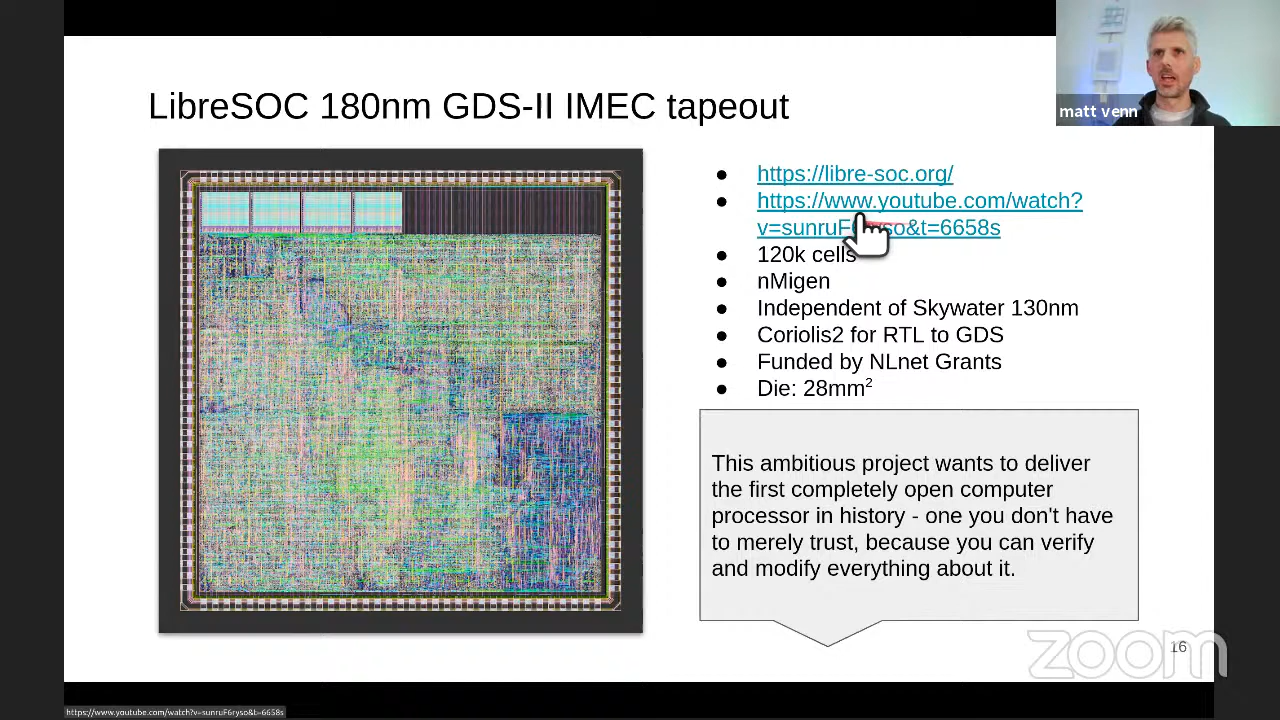 LibreSOC 180nm GDS-II IMEC tapeout
matt venn
● https://libre-soc.org/
● https://www.youtube.com/watch?
v=sunruF6ryso&t=6658s
● 120k cells
● nMigen
● Independent of Skywater 130nm
● Coriolis2 for RTL to GDS
● Funded by NLnet Grants
● Die: 28mm²
This ambitious project wants to deliver
the first completely open computer
processor in history - one you don't have
to merely trust, because you can verify
and modify everything about it.
16
zoom
https://www.youtube.com/watch?v=sunruF6ryso&t=6658s